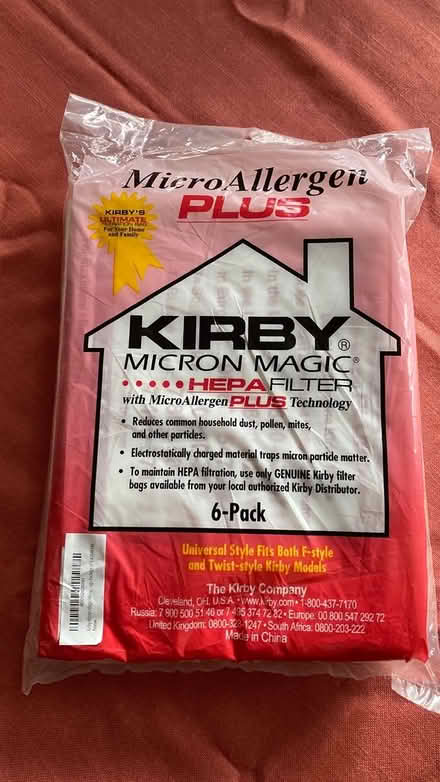 MicroAllergen
PLUS
KIRBY'S
ULTIMATE
FILTRATION BAG
For Your Home
and Family
KIRBY®
MICRON MAGIC®
•••••HEPA FILTER
with MicroAllergen PLUS Technology
• Reduces common household dust, pollen, mites,
and other particles.
• Electrostatically charged material traps micron particle matter.
• To maintain HEPA filtration, use only GENUINE Kirby filter
bags available from your local authorized Kirby Distributor.
6-Pack
Universal Style Fits Both F-style
and Twist-style Kirby Models
The Kirby Company
Cleveland, OH. U.S.A. • www.kirby.com • 1-800-437-7170
Russia: 7 800 500 51 46 or 7 495 374 72 82 • Europe: 00 800 547 292 72
United Kingdom: 0800-323-1247 • South Africa: 0800-203-222
Made in China